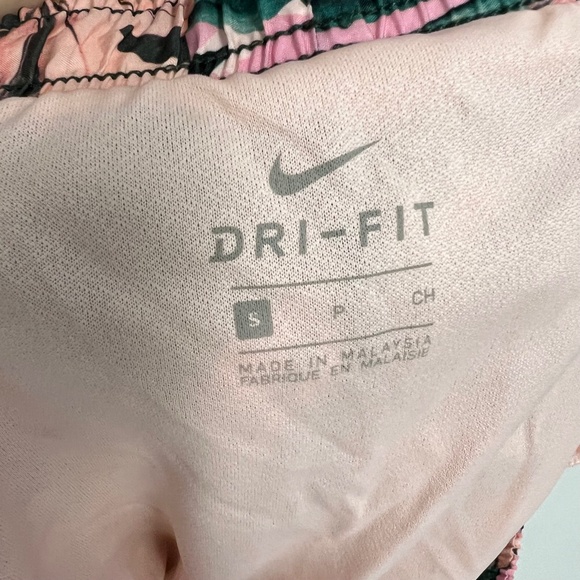 DRI-FIT
S P CH
MADE IN MALAYSIA
FABRIQUE EN MALAISIE